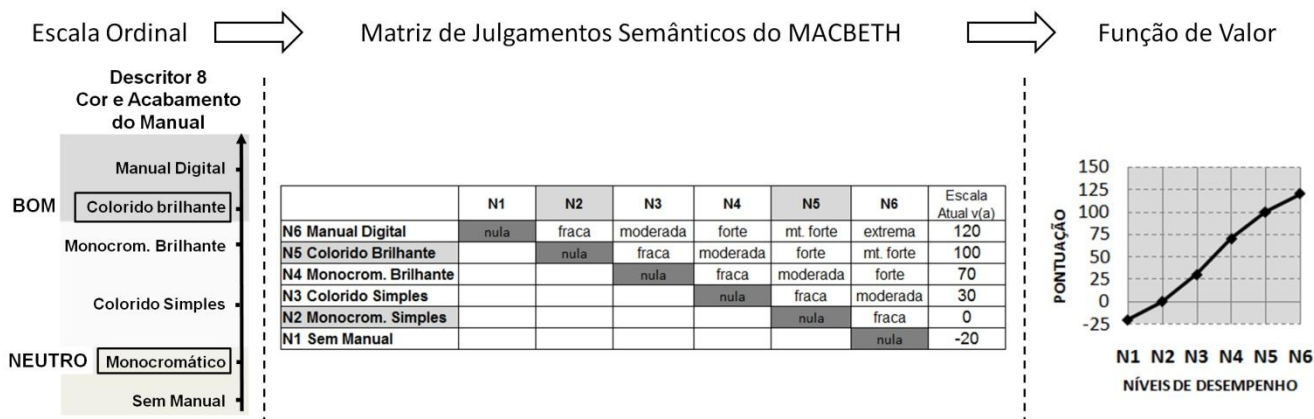 Escala Ordinal
Matriz de Julgamentos Semânticos do MACBETH
Função de Valor
Descritor 8
Cor e Acabamento
do Manual
Manual Digital
BOM Colorido brilhante
Monocrom. Brilhante
Colorido Simples
NEUTRO Monocromático
Sem Manual
N1 N2 N3 N4 N5 N6 Escala
Atual v(a)
N6 Manual Digital nula fraca moderada forte mt. forte extrema 120
N5 Colorido Brilhante nula fraca moderada forte mt. forte 100
N4 Monocrom. Brilhante nula fraca moderada forte 70
N3 Colorido Simples nula fraca moderada 30
N2 Monocrom. Simples nula fraca 0
N1 Sem Manual nula -20
PONTUAÇÃO
150
125
100
75
50
25
0
-25
N1 N2 N3 N4 N5 N6
NÍVEIS DE DESEMPENHO